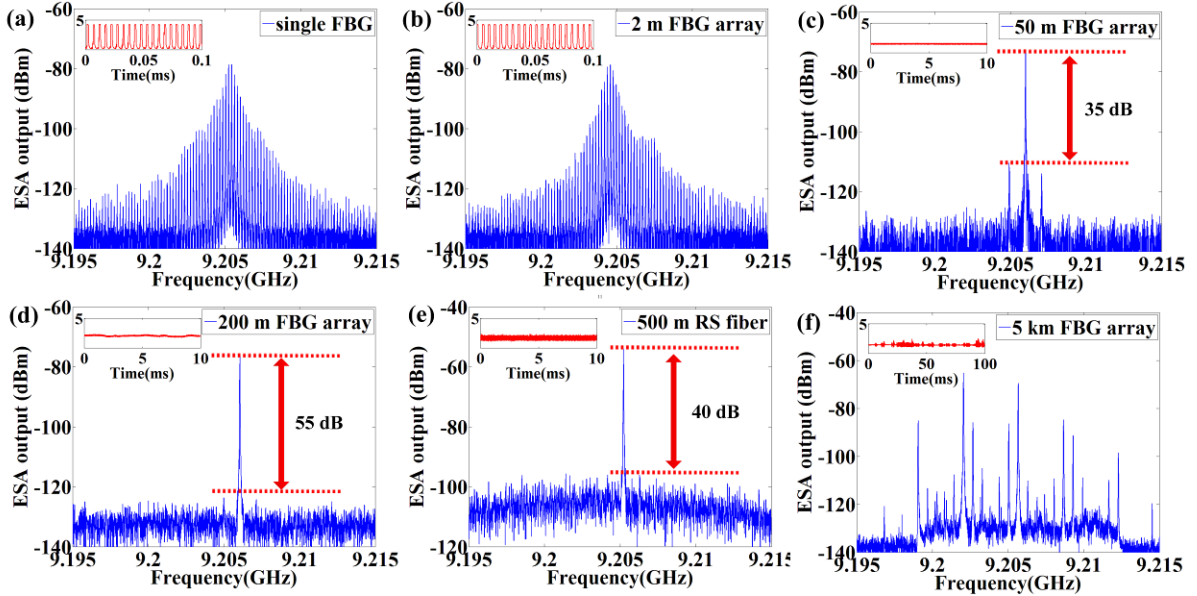 (a)
single FBG
5
0
0 0.05 0.1
Time(ms)
ESA output (dBm)
-60
-80
-100
-120
-140
9.195 9.2 9.205 9.21 9.215
Frequency(GHz)
(b)
2 m FBG array
5
0
0 0.05 0.1
Time(ms)
ESA output (dBm)
-60
-80
-100
-120
-140
9.195 9.2 9.205 9.21 9.215
Frequency(GHz)
(c)
50 m FBG array
5
0 10
Time(ms)
35 dB
ESA output (dBm)
-60
-80
-100
-120
-140
9.195 9.2 9.206 9.21 9.215
Frequency(GHz)
(d)
200 m FBG array
5
0 5 10
Time(ms)
55 dB
ESA output (dBm)
-60
-80
-100
-120
-140
9.195 9.2 9.206 9.21 9.215
Frequency(GHz)
(e)
500 m RS fiber
5
0 5 10
Time(ms)
40 dB
ESA output (dBm)
-40
-60
-80
-100
-120
9.195 9.2 9.205 9.21 9.215
Frequency(GHz)
(f)
5 km FBG array
5
0 50 100
Time(ms)
ESA output (dBm)
-40
-60
-80
-100
-120
-140
9.195 9.2 9.205 9.21 9.215
Frequency(GHz)